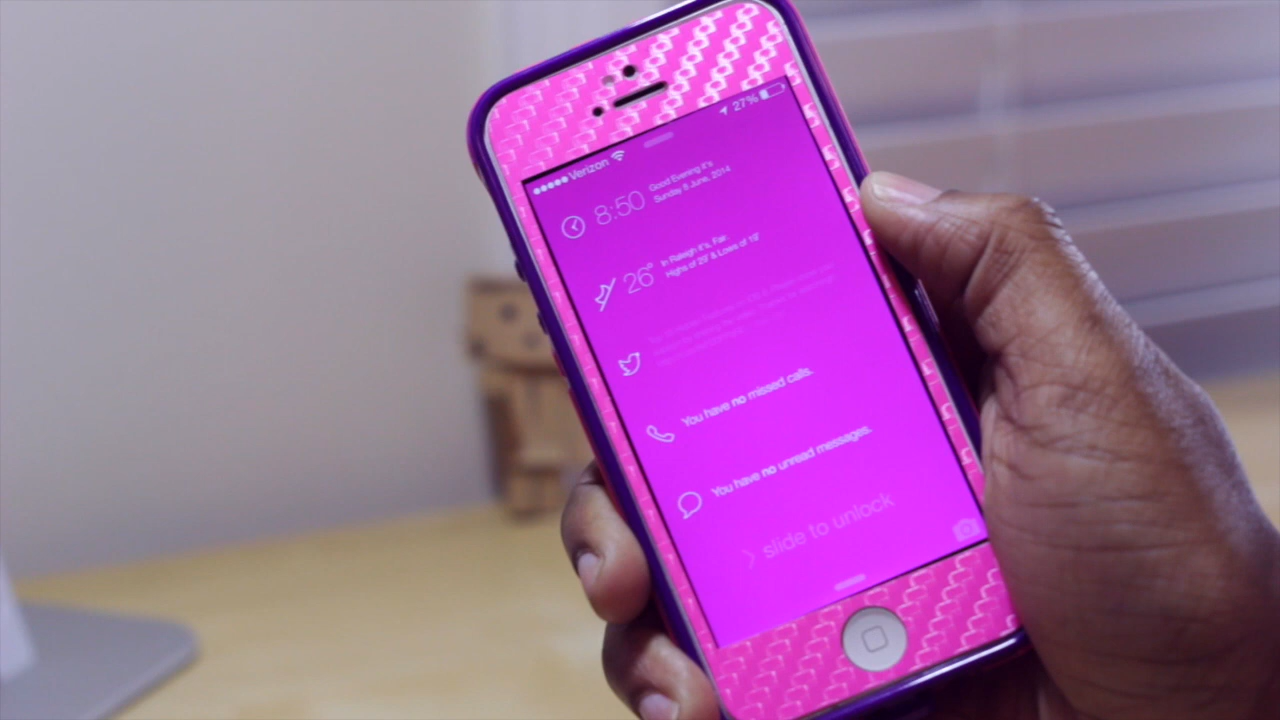 Verizon 27%
8:50
Good Evening it's
Sunday 8 June, 2014
26°
In Raleigh it's, Fair.
Highs of 29° & Lows of 19°
You have no missed calls.
You have no unread messages.
> slide to unlock